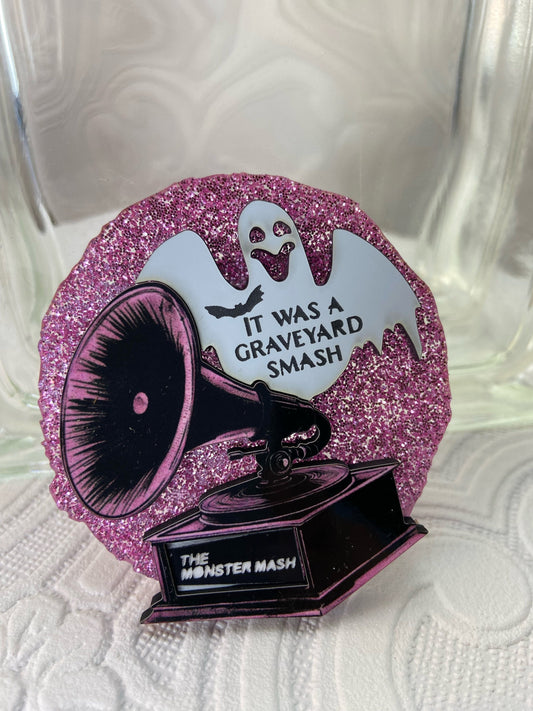 IT WAS A
GRAVEYARD
SMASH
THE
MONSTER MASH